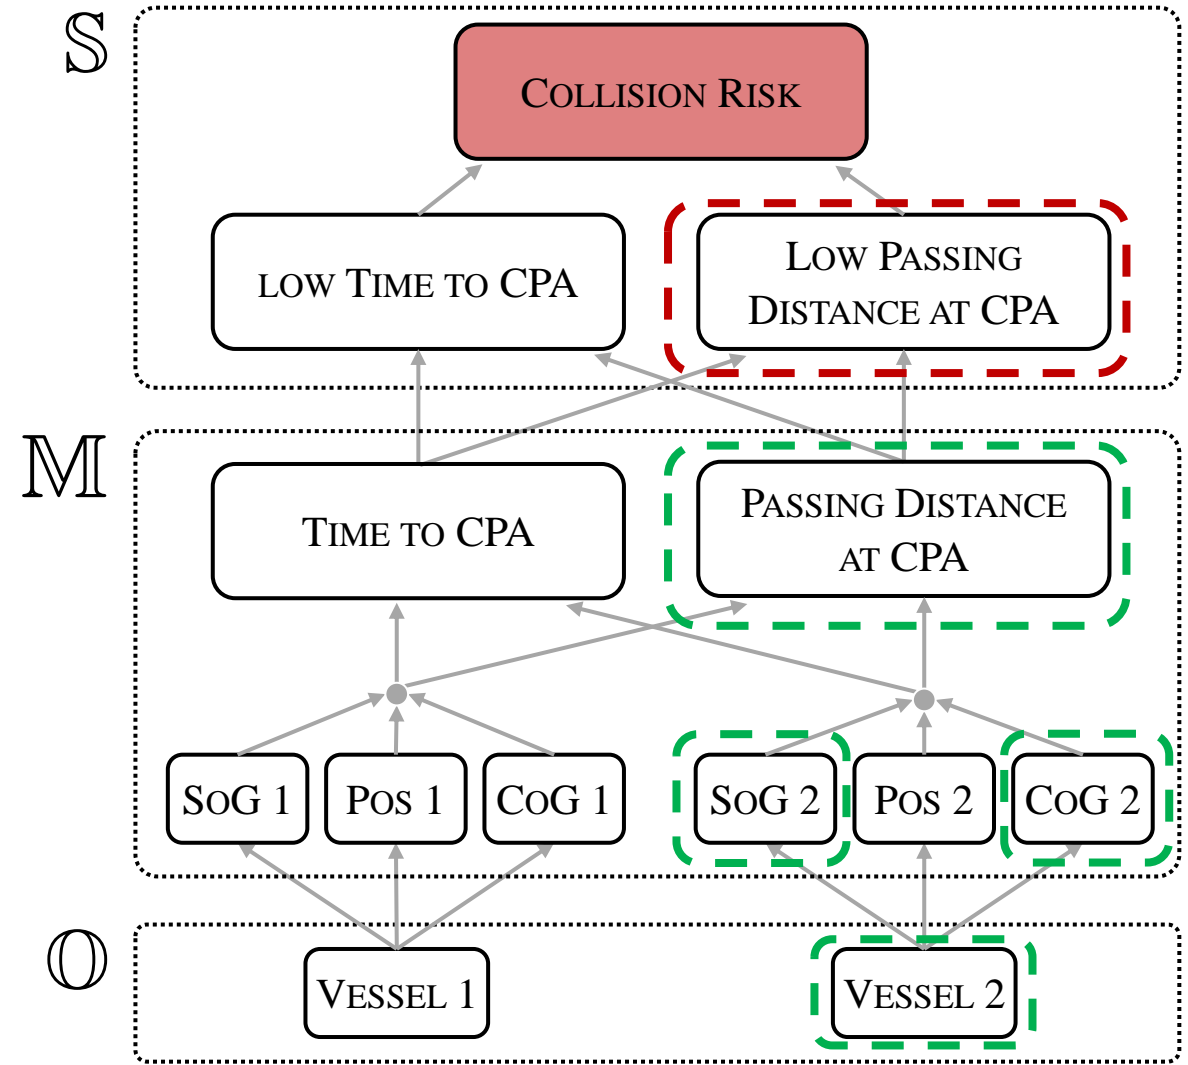 𝕊
COLLISION RISK
LOW TIME TO CPA
LOW PASSING
DISTANCE AT CPA
𝕄
TIME TO CPA
PASSING DISTANCE
AT CPA
SOG 1
POS 1
COG 1
SOG 2
POS 2
COG 2
𝕆
VESSEL 1
VESSEL 2